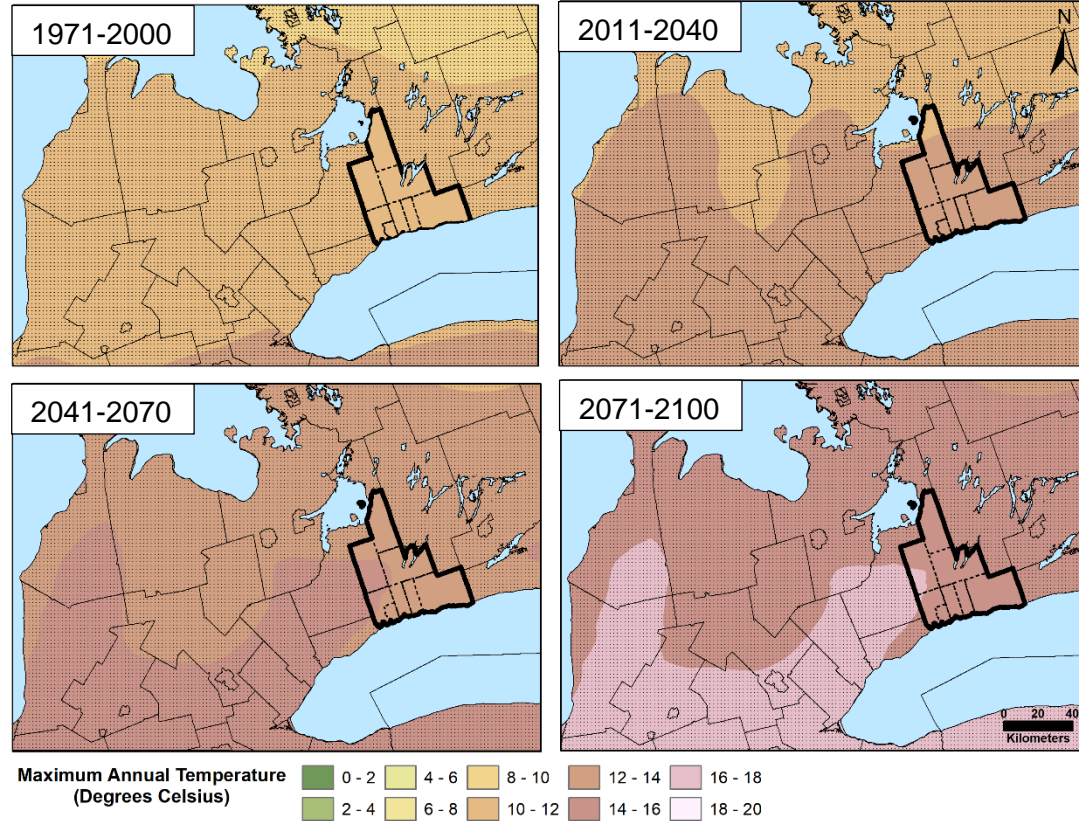 1971-2000
2011-2040
N
2041-2070
2071-2100
0 20 40
Kilometers
Maximum Annual Temperature
(Degrees Celsius)
0 - 2
4 - 6
8 - 10
12 - 14
16 - 18
2 - 4
6 - 8
10 - 12
14 - 16
18 - 20